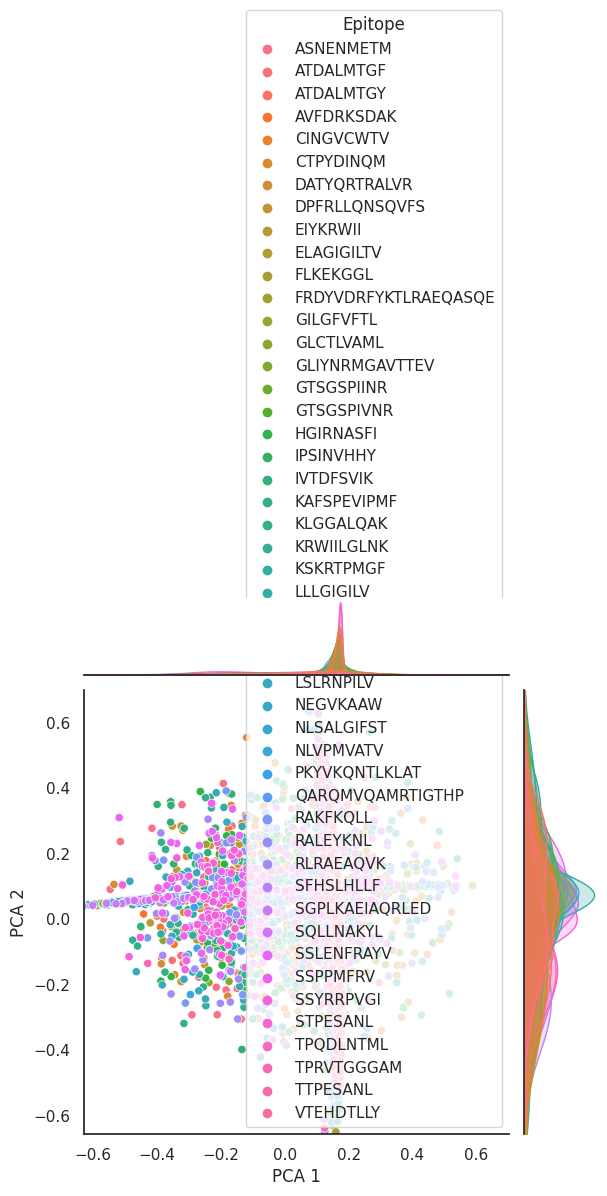 Epitope
ASNENMETM
ATDALMTGF
ATDALMTGY
AVFDRKSDAK
CINGVCWTV
CTPYDINQM
DATYQRTRALVR
DPFRLLQNSQVFS
EIYKRWII
ELAGIGILTV
FLKEKGGL
FRDYVDRFYKTLRAEQASQE
GILGFVFTL
GLCTLVAML
GLIYNRMGAVTTEV
GTSGSPIINR
GTSGSPIVNR
HGIRNASFI
IPSINVHHY
IVTDFSVIK
KAFSPEVIPMF
KLGGALQAK
KRWIILGLNK
KSKRTPMGF
LLLGIGILV
LSLRNPILV
NEGVKAAW
NLSALGIFST
NLVPMVATV
PKYVKQNTLKLAT
QARQMVQAMRTIGTHP
RAKFKQLL
RALEYKNL
RLRAEAQVK
SFHSLHLLF
SGPLKAEIAQRLED
SQLLNAKYL
SSLENFRAYV
SSPPMFRV
SSYRRPVGI
STPESANL
TPQDLNTML
TPRVTGGGAM
TTPESANL
VTEHDTLLY
0.6
0.4
0.2
0.0
−0.2
−0.4
−0.6
PCA 2
−0.6 −0.4 −0.2 0.0 0.2 0.4 0.6
PCA 1